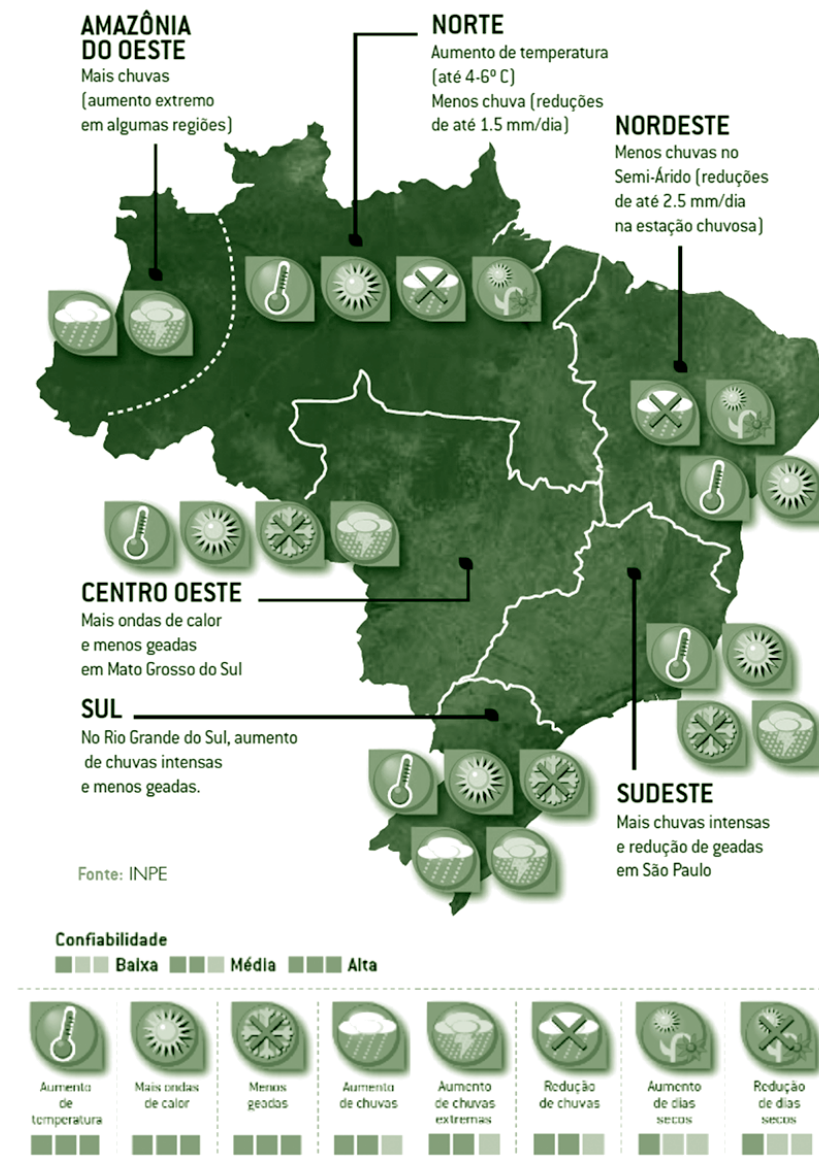 AMAZÔNIA
DO OESTE
Mais chuvas
(aumento extremo
em algumas regiões)
NORTE
Aumento de temperatura
(até 4-6º C)
Menos chuva (reduções
de até 1.5 mm/dia)
NORDESTE
Menos chuvas no
Semi-Árido (reduções
de até 2.5 mm/dia
na estação chuvosa)
CENTRO OESTE
Mais ondas de calor
e menos geadas
em Mato Grosso do Sul
SUL
No Rio Grande do Sul, aumento
de chuvas intensas
e menos geadas.
SUDESTE
Mais chuvas intensas
e redução de geadas
em São Paulo
Fonte: INPE
Confiabilidade
Baixa Média Alta
Aumento
de
temperatura
Mais ondas
de calor
Menos
geadas
Aumento
de chuvas
Aumento
de chuvas
extremas
Redução
de chuvas
Aumento
de dias
secos
Redução
de dias
secos